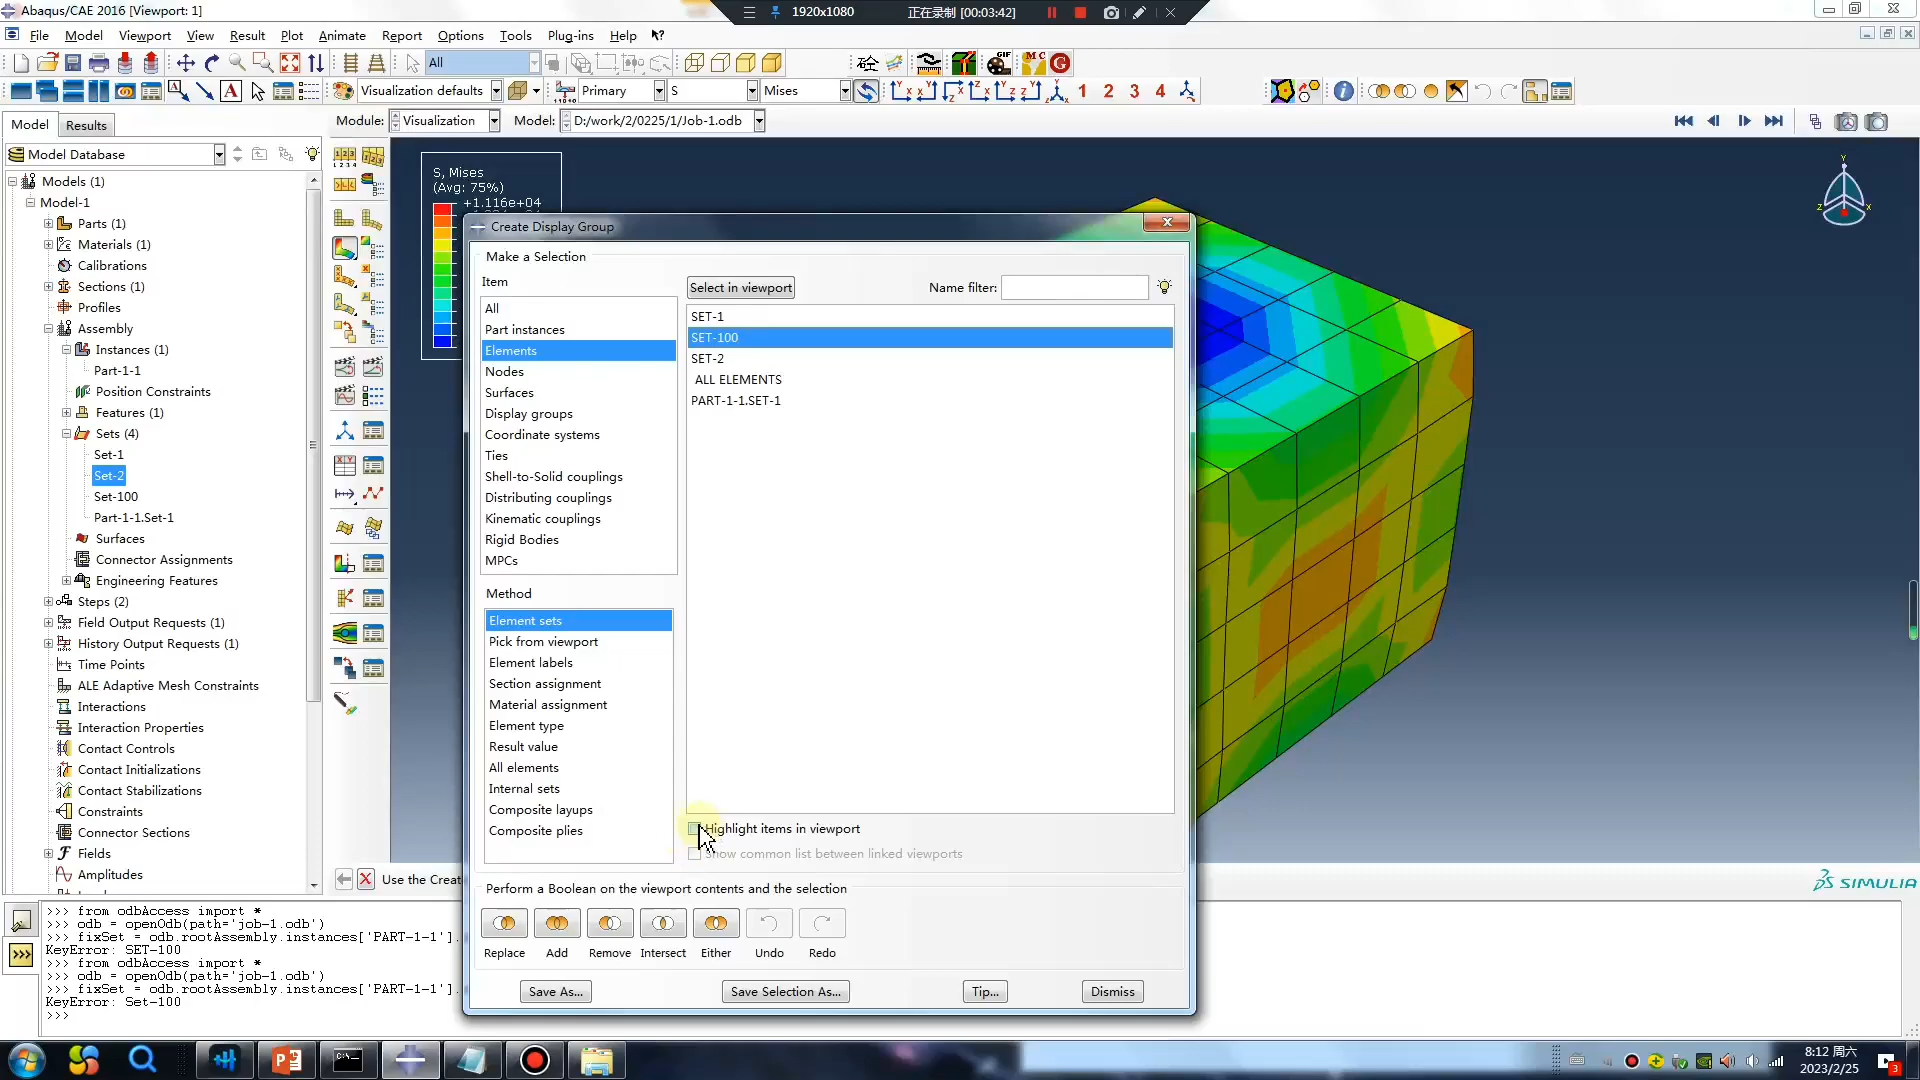 Abaqus/CAE 2016 [Viewport: 1]
1920x1080 正在录制 [00:03:42]
File Model Viewport View Result Plot Animate Report Options Tools Plug-ins Help
All
砼 GIF M C G
Visualization defaults Primary S Mises 1 2 3 4
Model Results Module: Visualization Model: D:/work/2/0225/1/Job-1.odb
Model Database
Models (1)
Model-1
Parts (1)
Materials (1)
Calibrations
Sections (1)
Profiles
Assembly
Instances (1)
Part-1-1
Position Constraints
Features (1)
Sets (4)
Set-1
Set-2
Set-100
Part-1-1.Set-1
Surfaces
Connector Assignments
Engineering Features
Steps (2)
Field Output Requests (1)
History Output Requests (1)
Time Points
ALE Adaptive Mesh Constraints
Interactions
Interaction Properties
Contact Controls
Contact Initializations
Contact Stabilizations
Constraints
Connector Sections
Fields
Amplitudes
S, Mises
(Avg: 75%)
+1.116e+04
Create Display Group
Make a Selection
Item
All
Part instances
Elements
Nodes
Surfaces
Display groups
Coordinate systems
Ties
Shell-to-Solid couplings
Distributing couplings
Kinematic couplings
Rigid Bodies
MPCs
Method
Element sets
Pick from viewport
Element labels
Section assignment
Material assignment
Element type
Result value
All elements
Internal sets
Composite layups
Composite plies
Select in viewport Name filter:
SET-1
SET-100
SET-2
ALL ELEMENTS
PART-1-1.SET-1
Highlight items in viewport
Show common list between linked viewports
Perform a Boolean on the viewport contents and the selection
Replace Add Remove Intersect Either Undo Redo
Save As... Save Selection As... Tip... Dismiss
Y
Z X
Use the Creat
SIMULIA
>>> from odbAccess import *
>>> odb = openOdb(path='job-1.odb')
>>> fixSet = odb.rootAssembly.instances['PART-1-1'].
KeyError: SET-100
>>> from odbAccess import *
>>> odb = openOdb(path='job-1.odb')
>>> fixSet = odb.rootAssembly.instances['PART-1-1'].
KeyError: Set-100
>>>
8:12 周六
2023/2/25
3